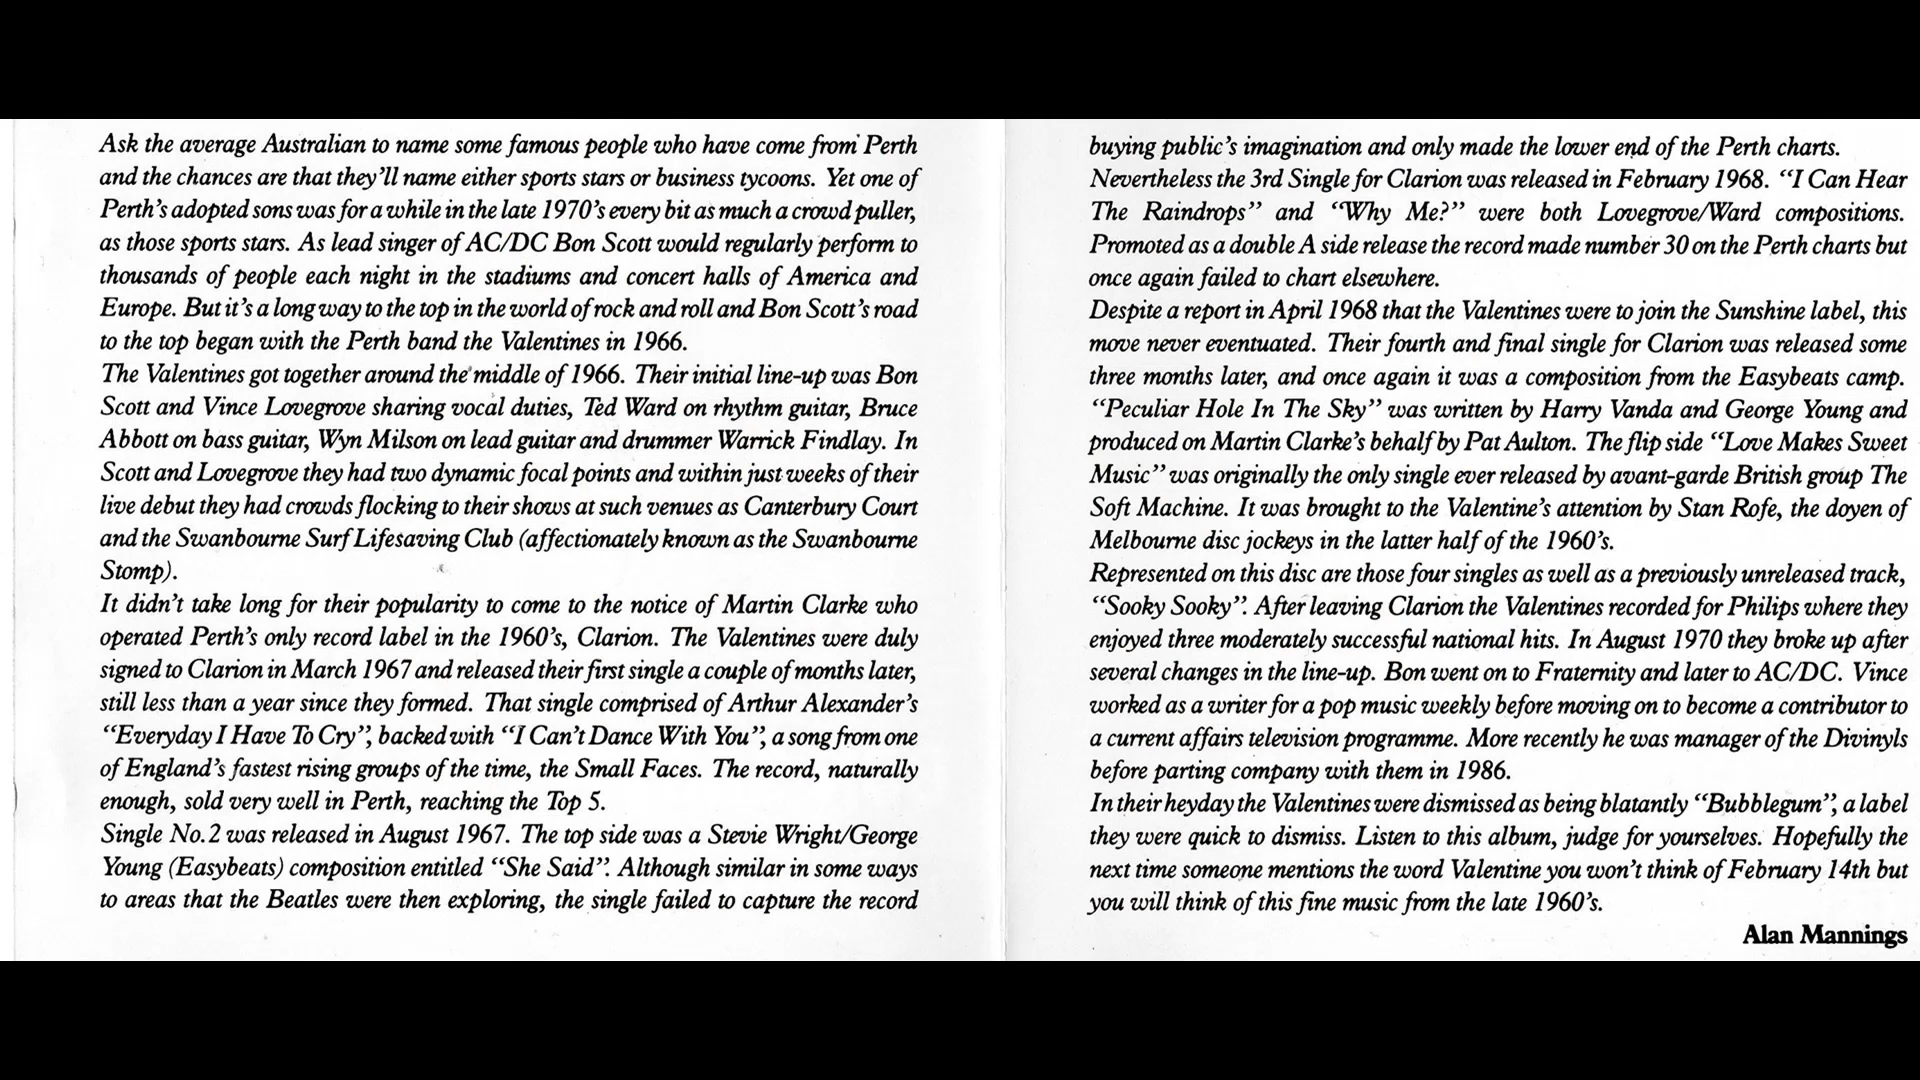 Ask the average Australian to name some famous people who have come from Perth
and the chances are that they'll name either sports stars or business tycoons. Yet one of
Perth's adopted sons was for a while in the late 1970's every bit as much a crowd puller,
as those sports stars. As lead singer of AC/DC Bon Scott would regularly perform to
thousands of people each night in the stadiums and concert halls of America and
Europe. But it's a long way to the top in the world of rock and roll and Bon Scott's road
to the top began with the Perth band the Valentines in 1966.
The Valentines got together around the middle of 1966. Their initial line-up was Bon
Scott and Vince Lovegrove sharing vocal duties, Ted Ward on rhythm guitar, Bruce
Abbott on bass guitar, Wyn Milson on lead guitar and drummer Warrick Findlay. In
Scott and Lovegrove they had two dynamic focal points and within just weeks of their
live debut they had crowds flocking to their shows at such venues as Canterbury Court
and the Swanbourne Surf Lifesaving Club (affectionately known as the Swanbourne
Stomp).
It didn't take long for their popularity to come to the notice of Martin Clarke who
operated Perth's only record label in the 1960's, Clarion. The Valentines were duly
signed to Clarion in March 1967 and released their first single a couple of months later,
still less than a year since they formed. That single comprised of Arthur Alexander's
“Everyday I Have To Cry”, backed with “I Can't Dance With You”, a song from one
of England's fastest rising groups of the time, the Small Faces. The record, naturally
enough, sold very well in Perth, reaching the Top 5.
Single No.2 was released in August 1967. The top side was a Stevie Wright/George
Young (Easybeats) composition entitled “She Said”. Although similar in some ways
to areas that the Beatles were then exploring, the single failed to capture the record
buying public's imagination and only made the lower end of the Perth charts.
Nevertheless the 3rd Single for Clarion was released in February 1968. “I Can Hear
The Raindrops” and “Why Me?” were both Lovegrove/Ward compositions.
Promoted as a double A side release the record made number 30 on the Perth charts but
once again failed to chart elsewhere.
Despite a report in April 1968 that the Valentines were to join the Sunshine label, this
move never eventuated. Their fourth and final single for Clarion was released some
three months later, and once again it was a composition from the Easybeats camp.
“Peculiar Hole In The Sky” was written by Harry Vanda and George Young and
produced on Martin Clarke's behalf by Pat Aulton. The flip side “Love Makes Sweet
Music” was originally the only single ever released by avant-garde British group The
Soft Machine. It was brought to the Valentine's attention by Stan Rofe, the doyen of
Melbourne disc jockeys in the latter half of the 1960's.
Represented on this disc are those four singles as well as a previously unreleased track,
“Sooky Sooky”. After leaving Clarion the Valentines recorded for Philips where they
enjoyed three moderately successful national hits. In August 1970 they broke up after
several changes in the line-up. Bon went on to Fraternity and later to AC/DC. Vince
worked as a writer for a pop music weekly before moving on to become a contributor to
a current affairs television programme. More recently he was manager of the Divinyls
before parting company with them in 1986.
In their heyday the Valentines were dismissed as being blatantly “Bubblegum”, a label
they were quick to dismiss. Listen to this album, judge for yourselves. Hopefully the
next time someone mentions the word Valentine you won't think of February 14th but
you will think of this fine music from the late 1960's.
Alan Mannings